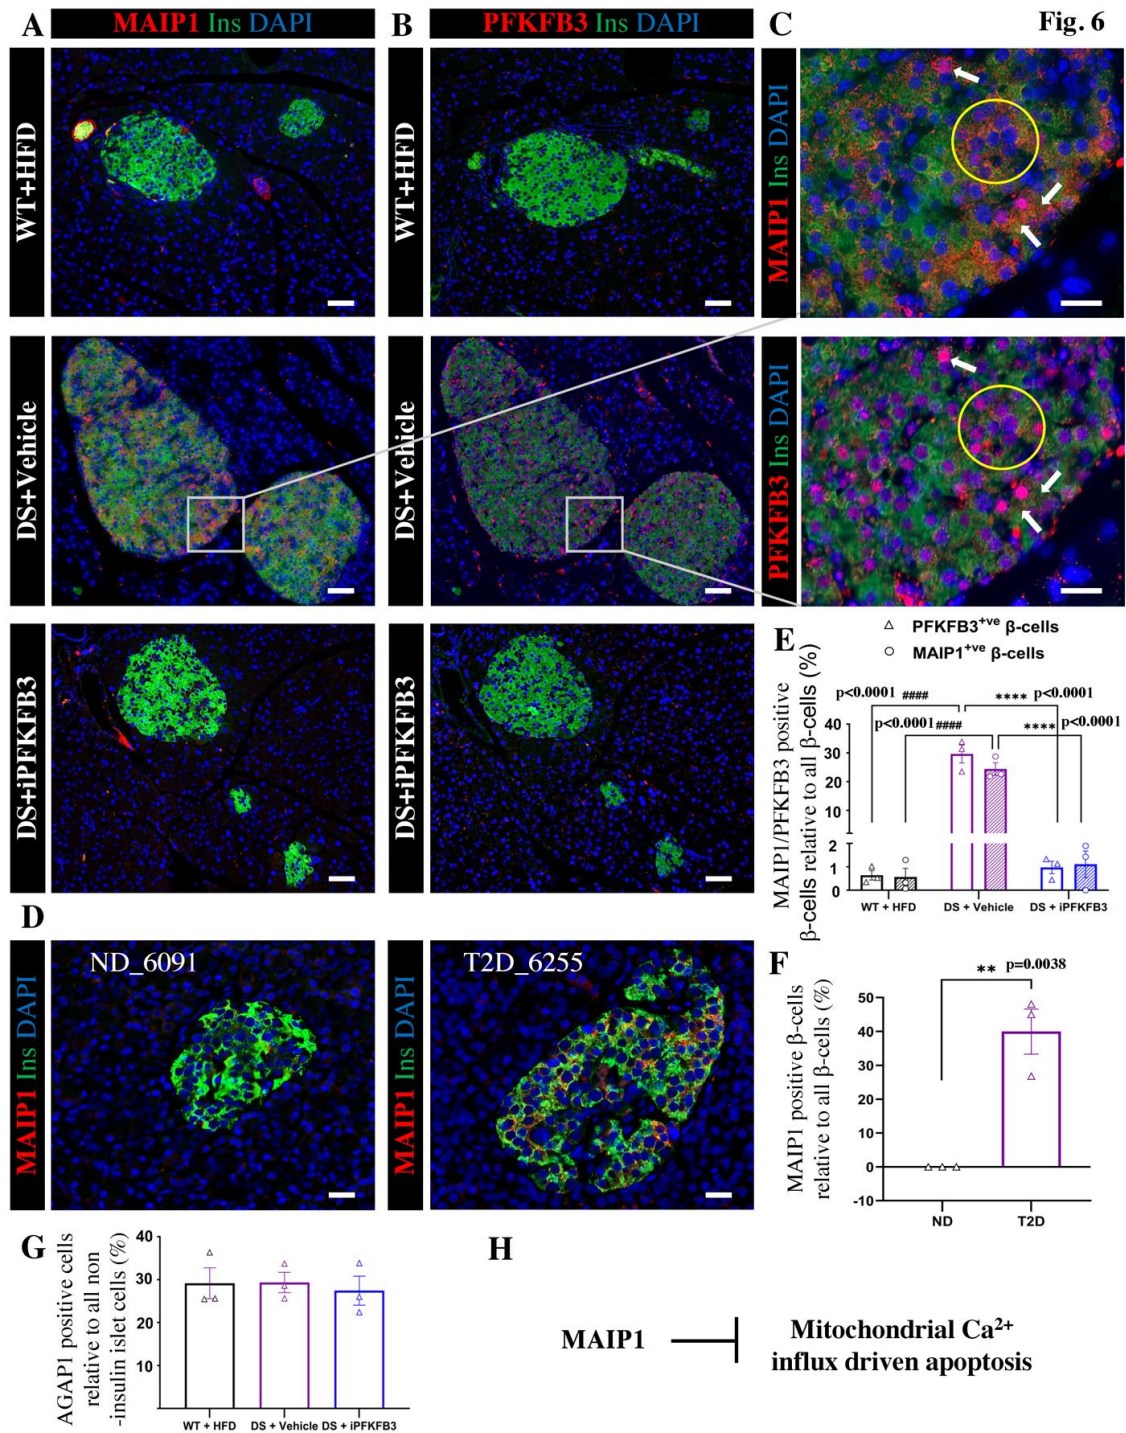 A
MAIP1 Ins DAPI
B
PFKFB3 Ins DAPI
C
Fig. 6
WT+HFD
WT+HFD
MAIP1 Ins DAPI
DS+Vehicle
DS+Vehicle
PFKFB3 Ins DAPI
DS+iPFKFB3
DS+iPFKFB3
E
PFKFB3+ve β-cells
MAIP1+ve β-cells
MAIP1/PFKFB3 positive
β-cells relative to all β-cells (%)
p<0.0001 #### **** p<0.0001
p<0.0001 #### **** p<0.0001
40
30
20
10
2
1
0
WT + HFD DS + Vehicle DS + iPFKFB3
D
MAIP1 Ins DAPI
ND_6091
MAIP1 Ins DAPI
T2D_6255
F
MAIP1 positive β-cells
relative to all β-cells (%)
** p=0.0038
50
40
30
20
10
0
-10
ND T2D
G
AGAP1 positive cells
relative to all non
-insulin islet cells (%)
40
30
20
10
WT + HFD DS + Vehicle DS + iPFKFB3
H
MAIP1
Mitochondrial Ca2+
influx driven apoptosis